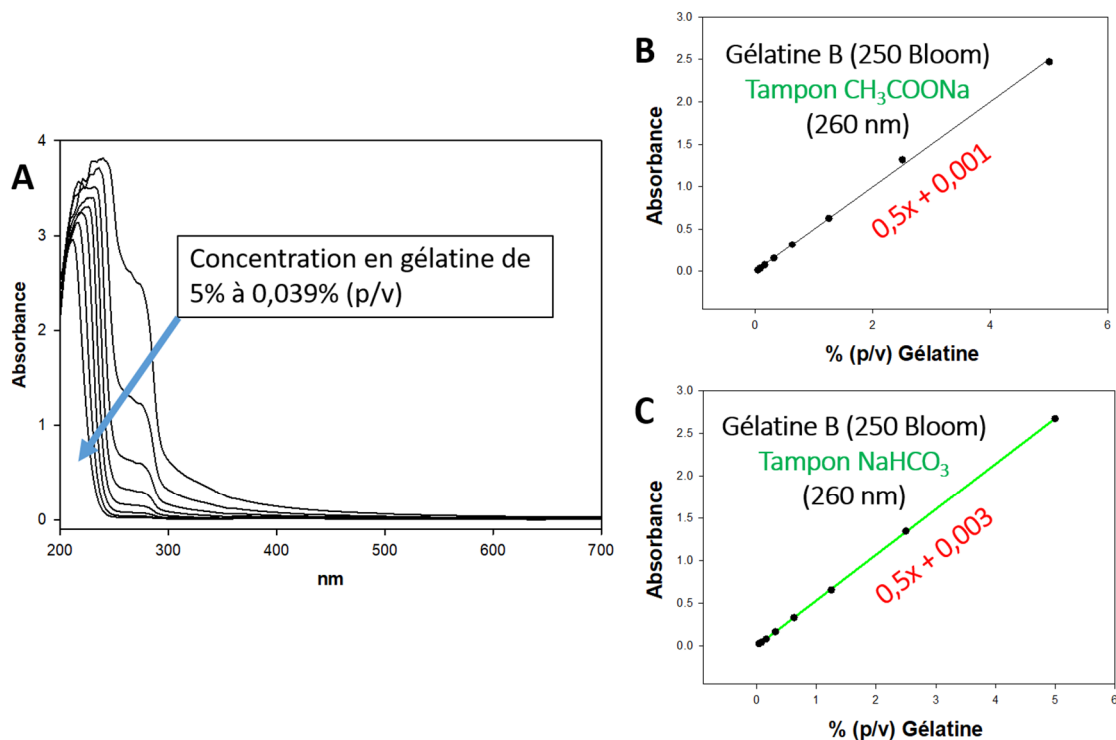 A
Absorbance
4
3
2
1
0
200
300
400
500
600
700
nm
Concentration en gélatine de
5% à 0,039% (p/v)
B
Absorbance
3.0
2.5
2.0
1.5
1.0
0.5
0.0
Gélatine B (250 Bloom)
Tampon CH₃COONa
(260 nm)
0,5x + 0,001
0
2
4
6
% (p/v) Gélatine
C
Absorbance
3.0
2.5
2.0
1.5
1.0
0.5
0.0
Gélatine B (250 Bloom)
Tampon NaHCO₃
(260 nm)
0,5x + 0,003
0
1
2
3
4
5
6
% (p/v) Gélatine